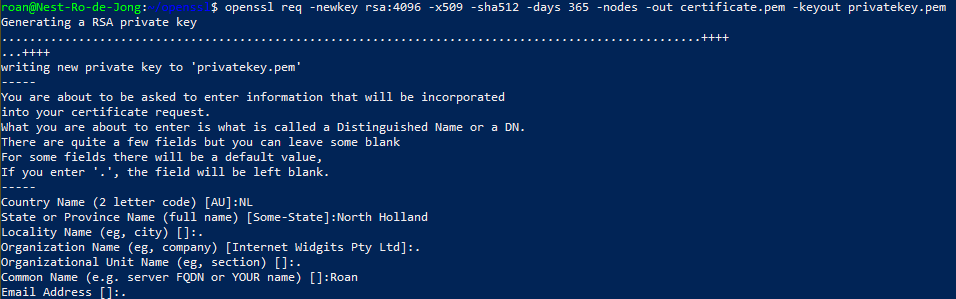 roan@Nest-Ro-de-Jong:~/openssl$ openssl req -newkey rsa:4096 -x509 -sha512 -days 365 -nodes -out certificate.pem -keyout privatekey.pem
Generating a RSA private key
.............................................................................................++++
...++++
writing new private key to 'privatekey.pem'
-----
You are about to be asked to enter information that will be incorporated
into your certificate request.
What you are about to enter is what is called a Distinguished Name or a DN.
There are quite a few fields but you can leave some blank
For some fields there will be a default value,
If you enter '.', the field will be left blank.
-----
Country Name (2 letter code) [AU]:NL
State or Province Name (full name) [Some-State]:North Holland
Locality Name (eg, city) []:.
Organization Name (eg, company) [Internet Widgits Pty Ltd]:.
Organizational Unit Name (eg, section) []:.
Common Name (e.g. server FQDN or YOUR name) []:Roan
Email Address []:.